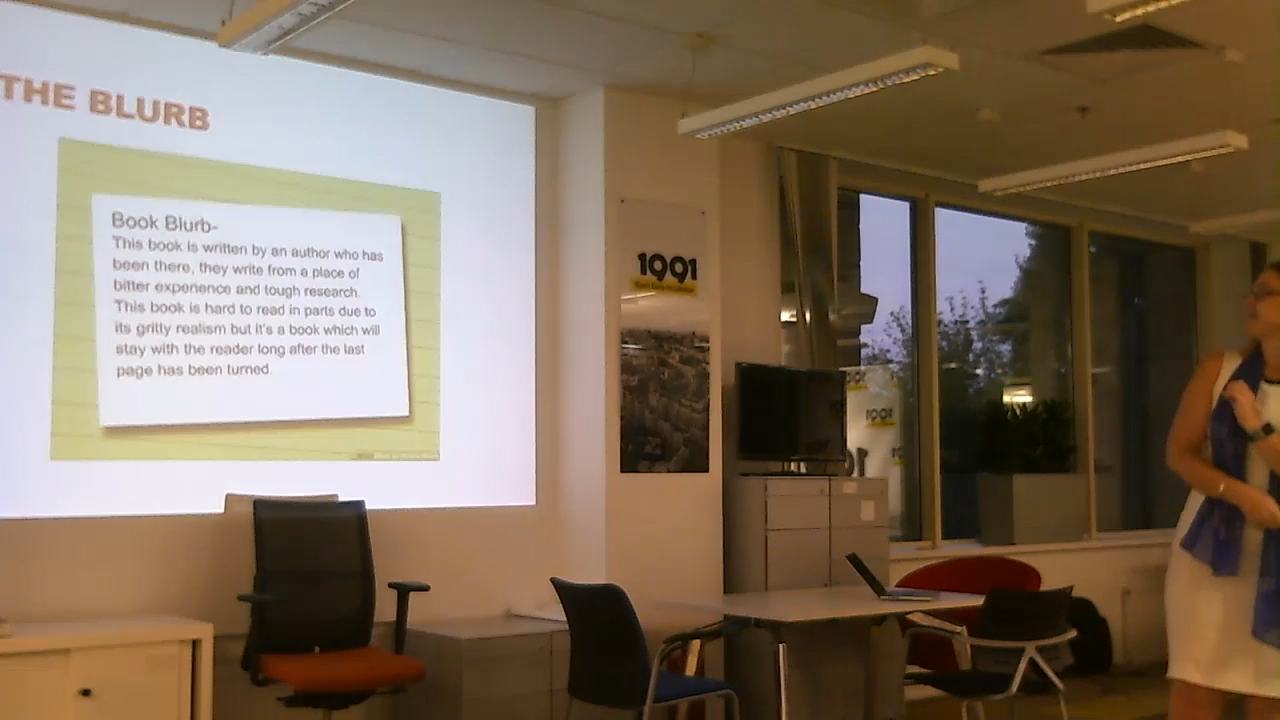 THE BLURB
Book Blurb-
This book is written by an author who has
been there, they write from a place of
bitter experience and tough research.
This book is hard to read in parts due to
its gritty realism but it's a book which will
stay with the reader long after the last
page has been turned.
1991
1991